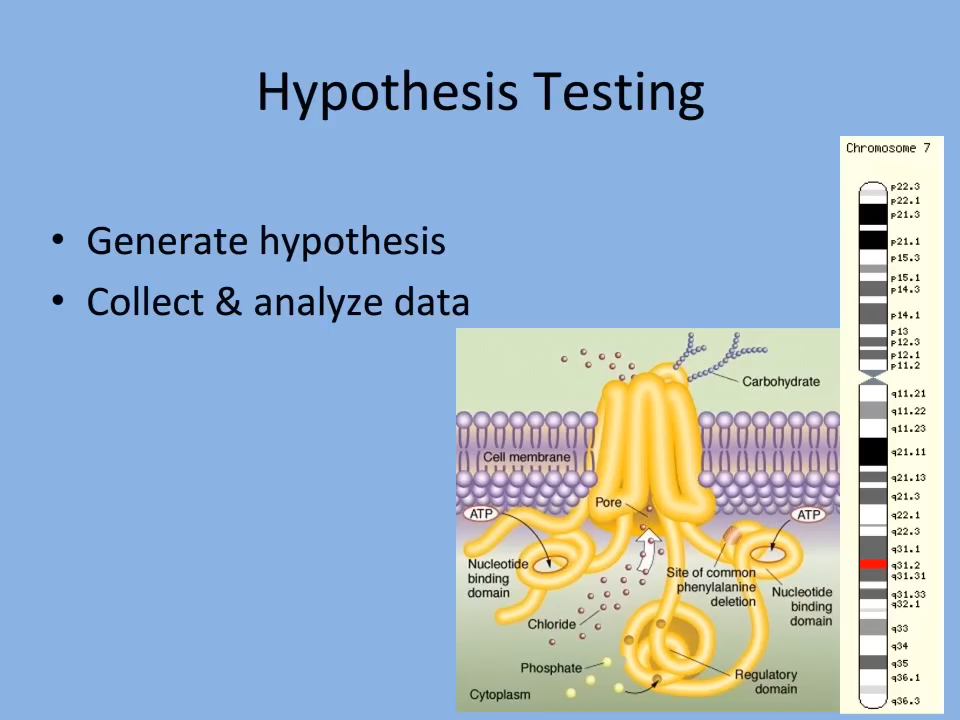 Hypothesis Testing
• Generate hypothesis
• Collect & analyze data
Carbohydrate
Cell membrane
Pore
ATP
ATP
Nucleotide
binding
domain
Site of common
phenylalanine
deletion
Nucleotide
binding
domain
Chloride
Phosphate
Regulatory
domain
Cytoplasm
Chromosome 7
p22.3
p22.1
p21.3
p21.1
p15.3
p15.1
p14.3
p14.1
p13
p12.3
p12.1
p11.2
q11.21
q11.22
q11.23
q21.11
q21.13
q21.3
q22.1
q22.3
q31.1
q31.2
q31.31
q31.33
q32.1
q33
q34
q35
q36.1
q36.3